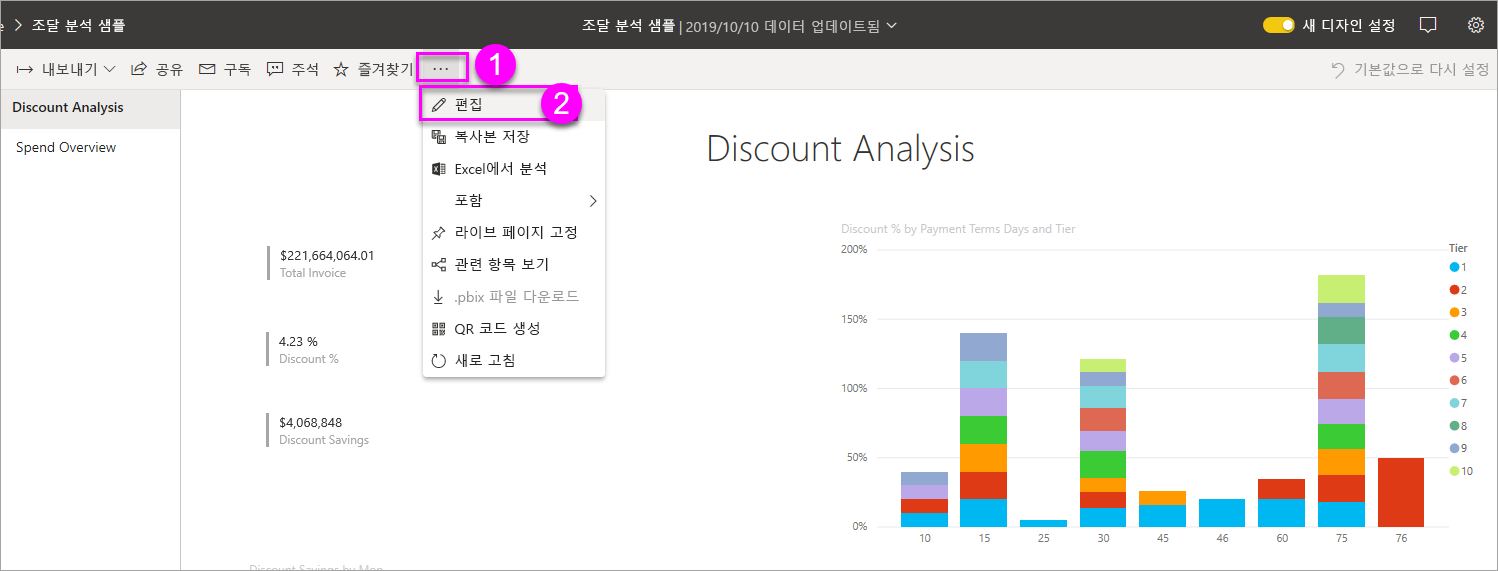 조달 분석 샘플
조달 분석 샘플 | 2019/10/10 데이터 업데이트됨
새 디자인 설정
내보내기 공유 구독 주석 즐겨찾기 ... 1
기본값으로 다시 설정
Discount Analysis
Spend Overview
편집 2
복사본 저장
Excel에서 분석
포함
라이브 페이지 고정
관련 항목 보기
.pbix 파일 다운로드
QR 코드 생성
새로 고침
Discount Analysis
$221,664,064.01
Total Invoice
4.23 %
Discount %
$4,068,848
Discount Savings
Discount % by Payment Terms Days and Tier
200%
150%
100%
50%
0%
10 15 25 30 45 46 60 75 76
Tier
1
2
3
4
5
6
7
8
9
10
Discount Savings by Mon